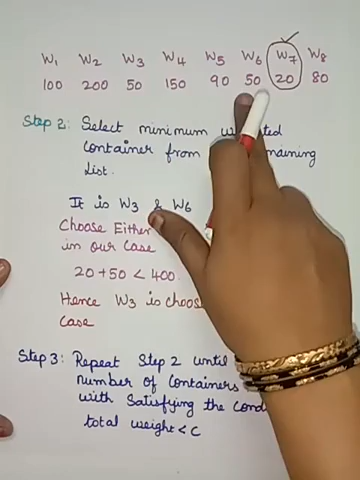 W1 W2 W3 W4 W5 W6 W7 W8
100 200 50 150 90 50 20 80
Step 2: Select minimum
container from
List.
It is W3 & W6
Choose Either
in our case
20+50 < 400.
Hence W3 is
case
Step 3: Repeat Step 2 until
number of containers
with Satisfying the
total weight < C